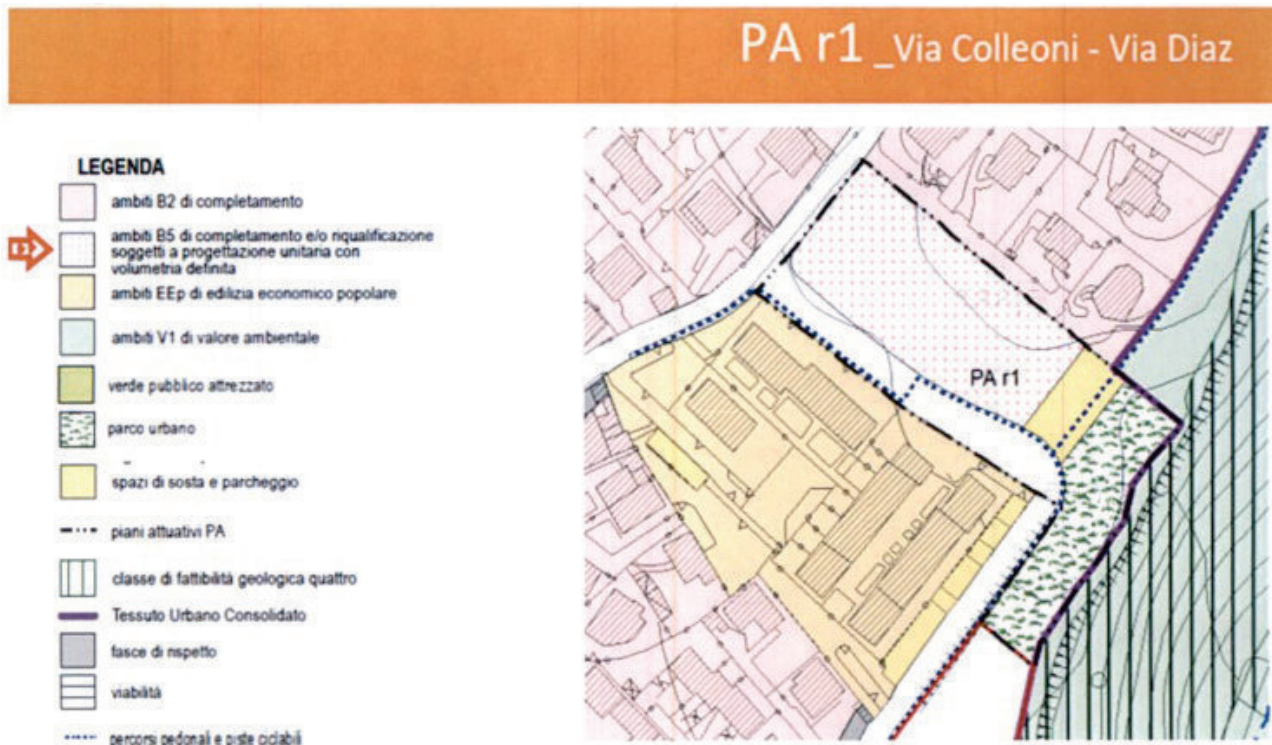 PA r1 _Via Colleoni - Via Diaz
LEGENDA
ambiti B2 di completamento
ambiti B5 di completamento e/o riqualificazione
soggetti a progettazione unitaria con
volumetria definita
ambiti EEp di edilizia economico popolare
ambiti V1 di valore ambientale
verde pubblico attrezzato
parco urbano
spazi di sosta e parcheggio
piani attuativi PA
classe di fattibilità geologica quattro
Tessuto Urbano Consolidato
fasce di rispetto
viabilità
percorsi pedonali e piste ciclabili
PA r1